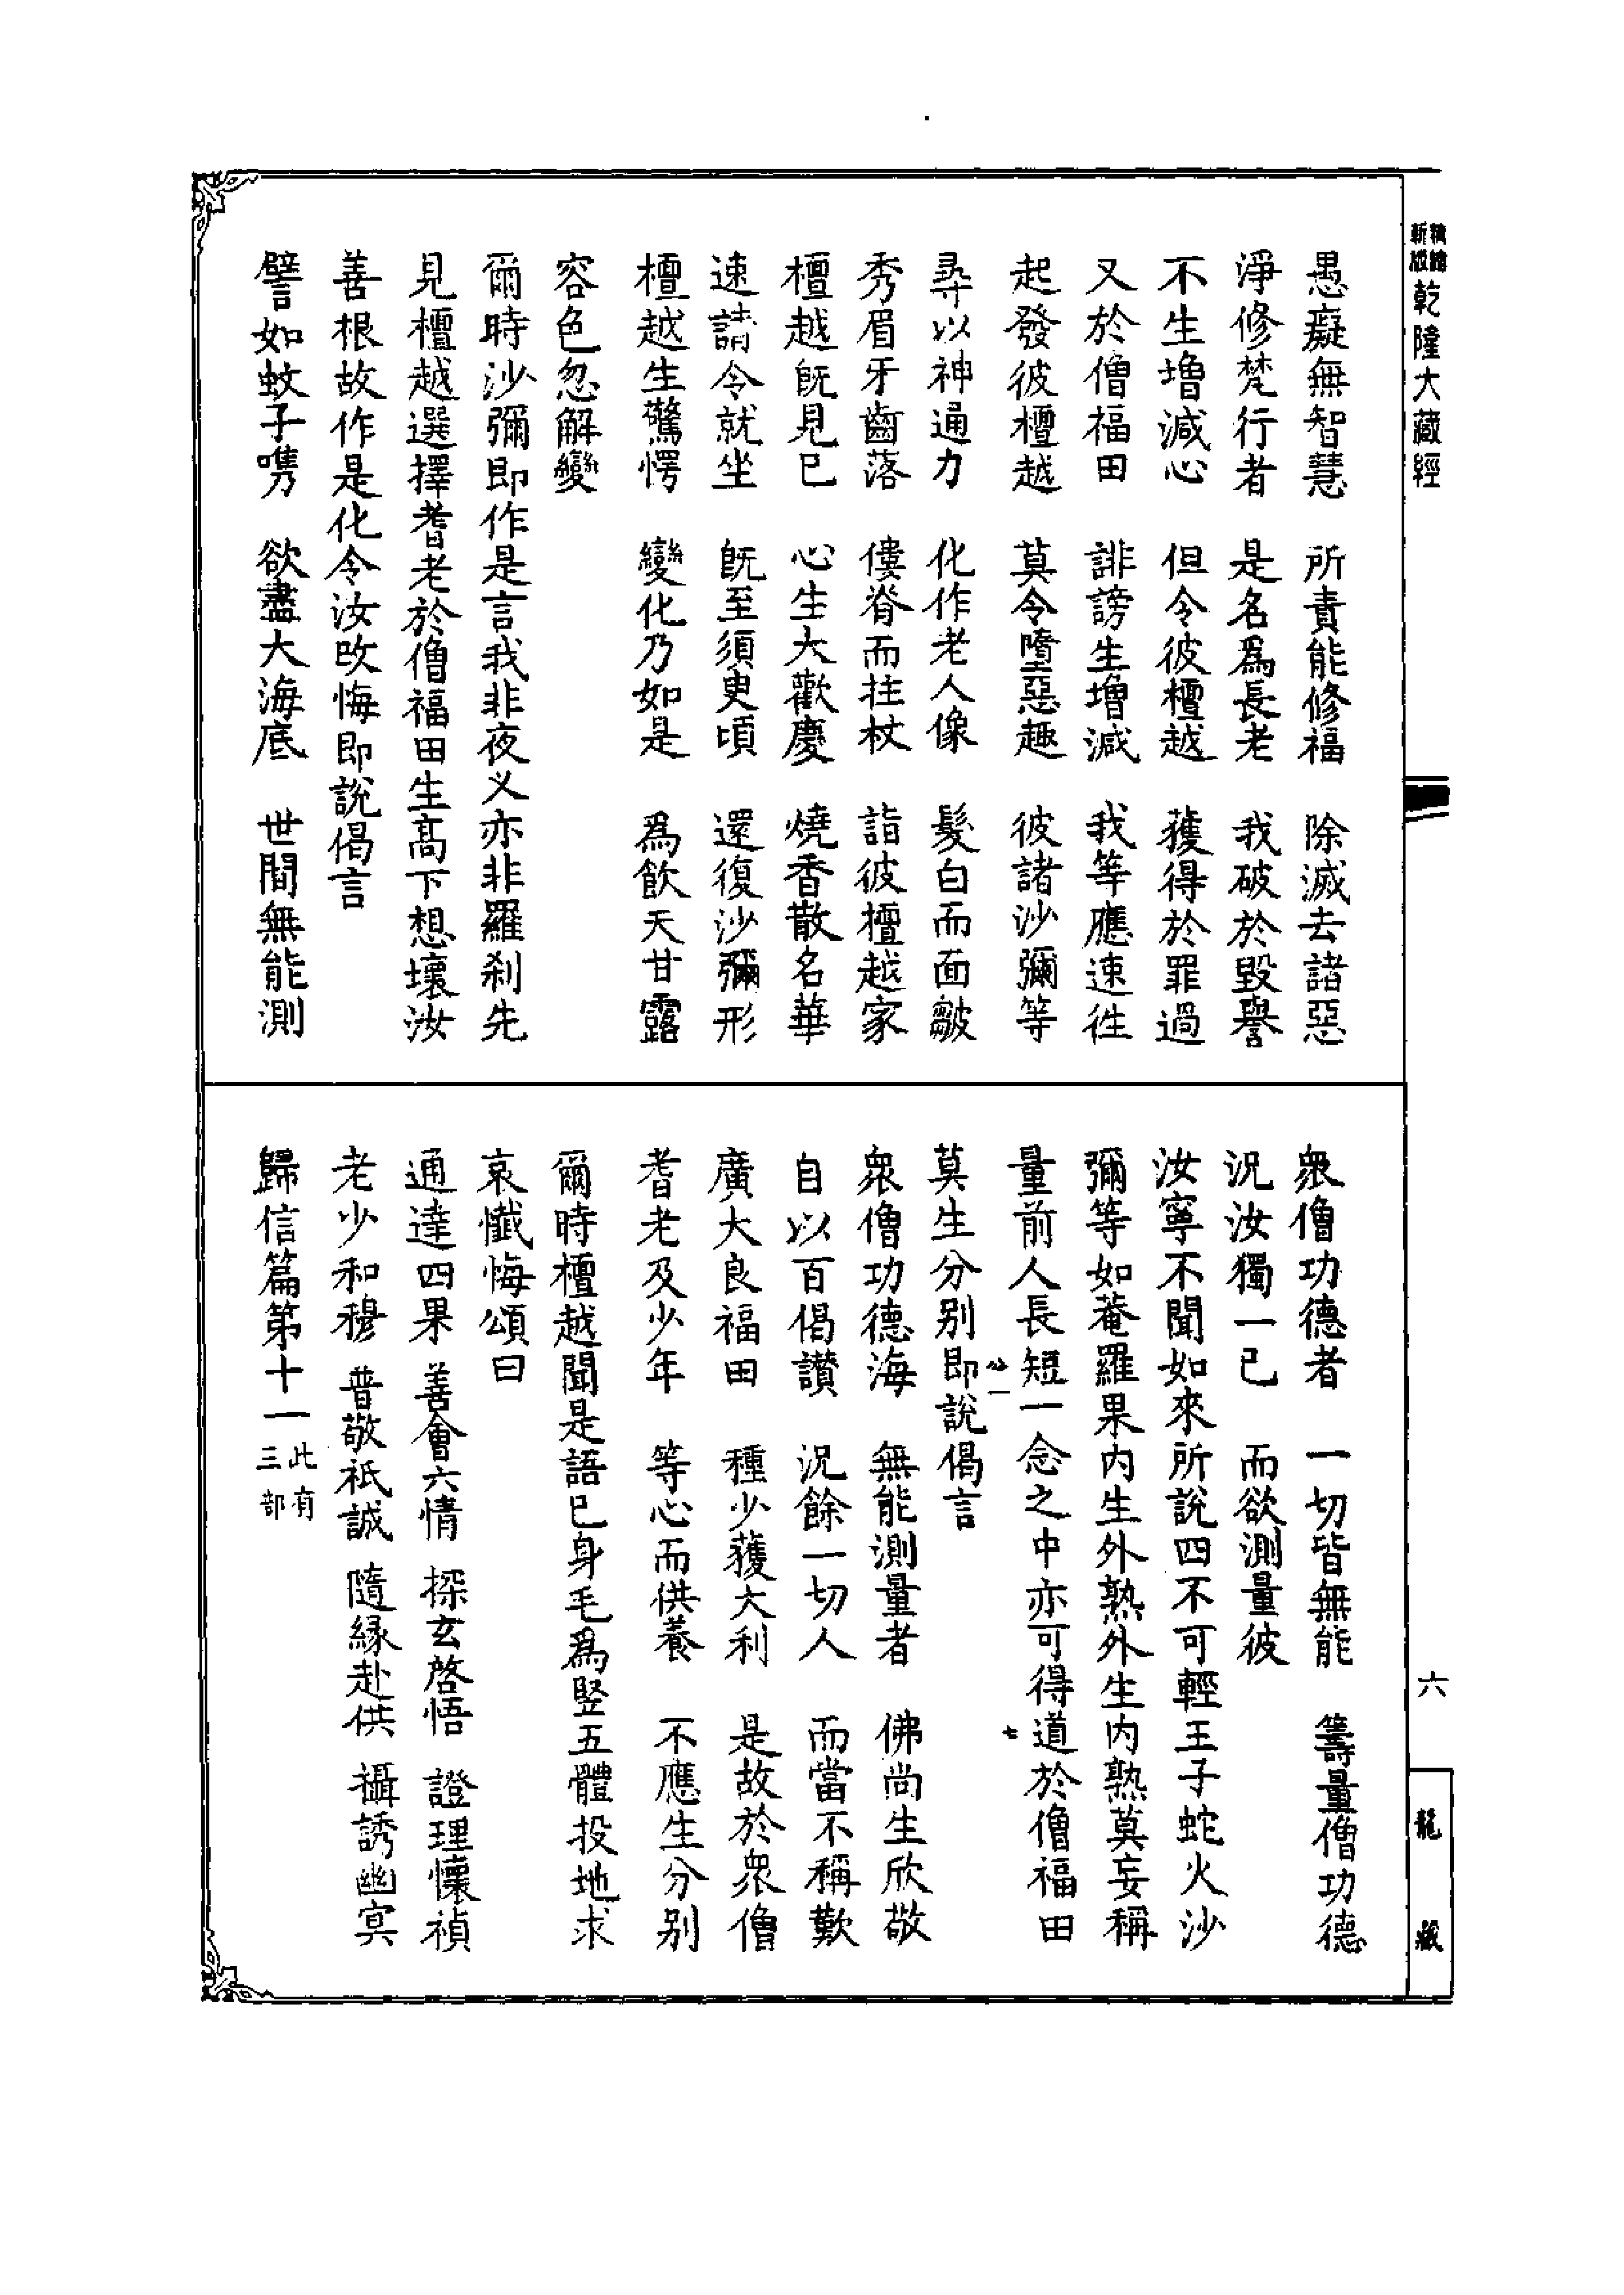 新版精縮乾隆大藏經
愚癡無智慧　所責能修福　除滅去諸惡
淨修梵行者　是名爲長老　我破於毀譽
不生增減心　但令彼檀越　獲得於罪過
又於僧福田　誹謗生增減　我等應速往
起發彼檀越　莫令墮惡趣　彼諸沙彌等
尋以神通力　化作老人像　髮白而面皺
秀眉牙齒落　僂脊而拄杖　詣彼檀越家
檀越旣見已　心生大歡慶　燒香散名華
速請令就坐　旣至須臾頃　還復沙彌形
檀越生驚愕　變化乃如是　爲飲天甘露
容色忽解變
爾時沙彌即作是言我非夜义亦非羅刹先
見檀越選擇耆老於僧福田生高下想壞汝
善根故作是化令汝改悔即說偈言
譬如蚊子嘴　欲盡大海底　世間無能測
衆僧功德者　一切皆無能　籌量僧功德
況汝獨一己　而欲測量彼
汝寧不聞如來所說四不可輕王子蛇火沙
彌等如菴羅果內生外熟外生內熟莫妄稱
量前人長短一念之中亦可得道於僧福田
莫生分别即說偈言
衆僧功德海　無能測量者　佛尚生欣敬
自以百偈讚　況餘一切人　而當不稱歎
廣大良福田　種少獲大利　是故於衆僧
耆老及少年　等心而供養　不應生分别
爾時檀越聞是語已身毛爲竪五體投地求
哀懺悔頌曰
通達四果　善會六情　探玄啓悟　證理懷禎
老少和穆　普敬祇誠　隨緣赴供　攝誘幽冥
歸信篇第十一此有三部
六
龍藏